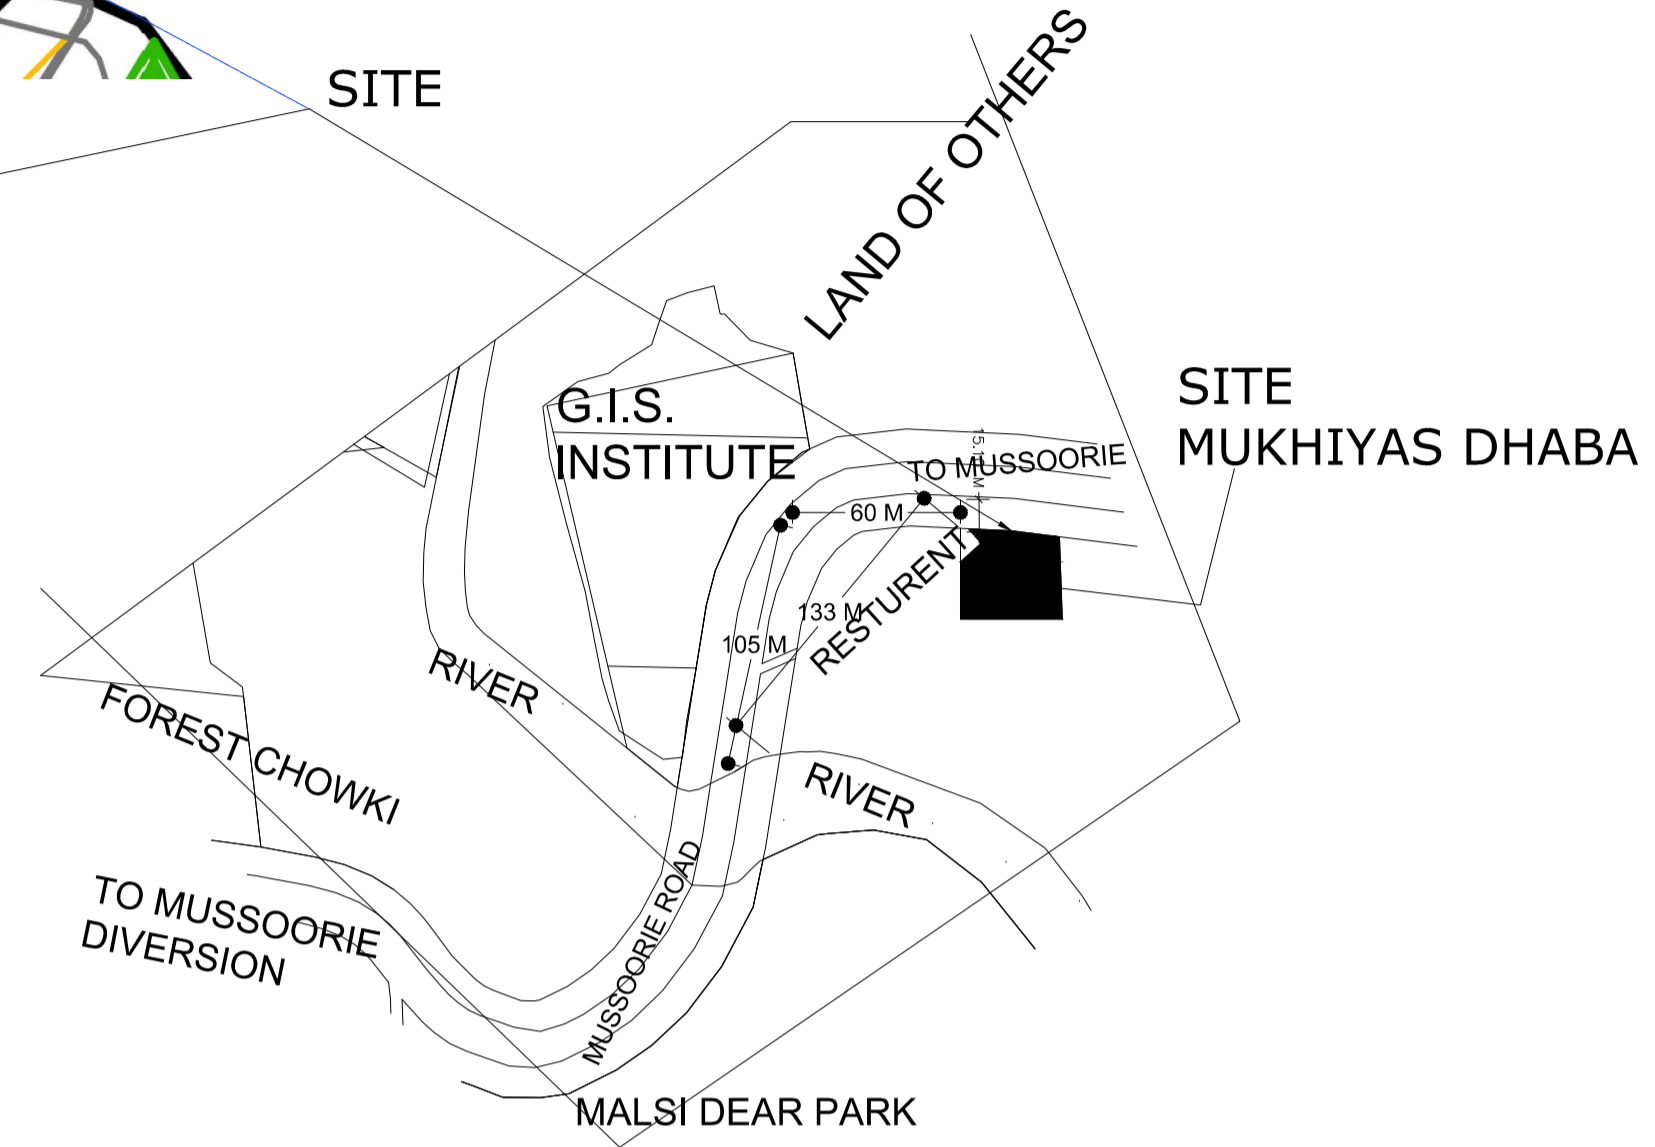 SITE
LAND OF OTHERS
SITE
MUKHIYAS DHABA
G.I.S.
INSTITUTE
TO MUSSOORIE
60 M
133 M
105 M
RESTURENT
RIVER
FOREST CHOWKI
RIVER
TO MUSSOORIE
DIVERSION
MUSSOORIE ROAD
MALSI DEAR PARK